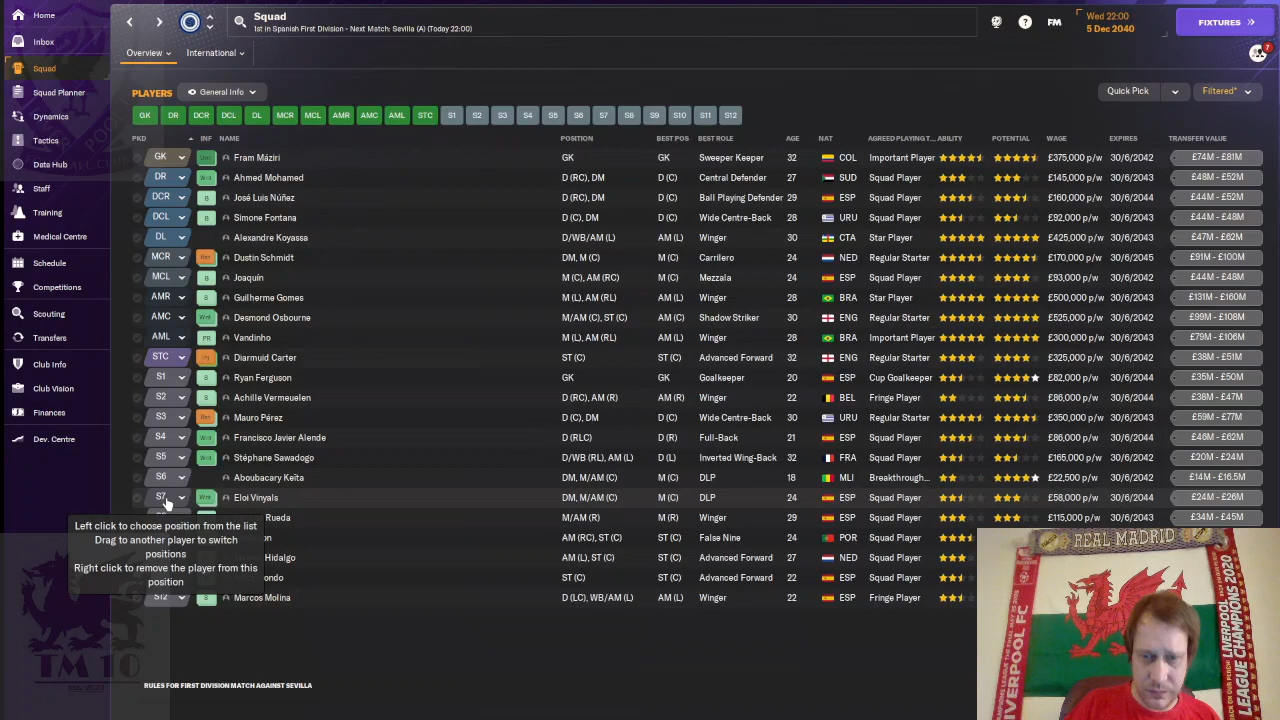 Home
Inbox
Squad
Squad Planner
Dynamics
Tactics
Data Hub
Staff
Training
Medical Centre
Schedule
Competitions
Scouting
Transfers
Club Info
Club Vision
Finances
Dev. Centre
Squad
1st in Spanish First Division - Next Match: Sevilla (A) (Today 22:00)
FM
Wed 22:00
5 Dec 2040
FIXTURES
Overview
International
7
PLAYERS
General Info
Quick Pick
Filtered*
GK DR DCR DCL DL MCR MCL AMR AMC AML STC S1 S2 S3 S4 S5 S6 S7 S8 S9 S10 S11 S12
PKD INF NAME POSITION BEST POS BEST ROLE AGE NAT AGREED PLAYING T... ABILITY POTENTIAL WAGE EXPIRES TRANSFER VALUE
GK Fram Máziri GK GK Sweeper Keeper 32 COL Important Player £375,000 p/w 30/6/2042 £74M - £81M
DR Wnt Ahmed Mohamed D (RC), DM D (C) Central Defender 27 SUD Squad Player £145,000 p/w 30/6/2043 £48M - £52M
DCR José Luis Núñez D (RC), DM D (C) Ball Playing Defender 29 ESP Squad Player £160,000 p/w 30/6/2044 £44M - £52M
DCL Simone Fontana D (C), DM D (C) Wide Centre-Back 28 URU Squad Player £92,000 p/w 30/6/2043 £44M - £48M
DL Alexandre Koyassa D/WB/AM (L) AM (L) Winger 30 CTA Star Player £425,000 p/w 30/6/2043 £47M - £62M
MCR Dustin Schmidt DM, M (C) M (C) Carrilero 24 NED Regular Starter £170,000 p/w 30/6/2045 £91M - £100M
MCL Joaquín M (C), AM (RC) M (C) Mezzala 24 ESP Squad Player £93,000 p/w 30/6/2042 £44M - £48M
AMR Guilherme Gomes M (L), AM (RL) AM (L) Winger 28 BRA Star Player £500,000 p/w 30/6/2043 £131M - £160M
AMC Wnt Desmond Osbourne M/AM (C), ST (C) AM (C) Shadow Striker 30 ENG Regular Starter £525,000 p/w 30/6/2042 £99M - £108M
AML PR Vandinho M (L), AM (RL) AM (L) Winger 28 BRA Important Player £300,000 p/w 30/6/2043 £79M - £106M
STC Diarmuid Carter ST (C) ST (C) Advanced Forward 32 ENG Regular Starter £325,000 p/w 30/6/2042 £38M - £51M
S1 Ryan Ferguson GK GK Goalkeeper 20 ESP Cup Goalkeeper £82,000 p/w 30/6/2044 £35M - £50M
S2 Achille Vermeuelen D (RC), AM (R) AM (R) Winger 22 BEL Fringe Player £86,000 p/w 30/6/2044 £38M - £47M
S3 Mauro Pérez D (C), DM D (C) Wide Centre-Back 30 URU Regular Starter £350,000 p/w 30/6/2043 £59M - £77M
S4 Wnt Francisco Javier Alende D (RLC) D (R) Full-Back 21 ESP Squad Player £86,000 p/w 30/6/2044 £46M - £62M
S5 Wnt Stéphane Sawadogo D/WB (RL), AM (L) D (L) Inverted Wing-Back 32 FRA Squad Player £165,000 p/w 30/6/2042 £20M - £24M
S6 Aboubacary Keïta DM, M/AM (C) M (C) DLP 18 MLI Breakthrough... £22,500 p/w 30/6/2044 £14M - £16.5M
S7 Wnt Eloi Vinyals DM, M/AM (C) M (C) DLP 24 ESP Squad Player £58,000 p/w 30/6/2044 £24M - £26M
Rueda M/AM (R) M (R) Winger 29 ESP Squad Player £115,000 p/w 30/6/2043 £34M - £45M
AM (RC), ST (C) ST (C) False Nine 24 POR Squad Player
Hidalgo AM (L), ST (C) ST (C) Advanced Forward 27 NED Squad Player
ST (C) ST (C) Advanced Forward 22 ESP Squad Player
S12 Marcos Molina D (LC), WB/AM (L) AM (L) Winger 22 ESP Fringe Player
Left click to choose position from the list
Drag to another player to switch
positions
Right click to remove the player from this
position
TM 10
RULES FOR FIRST DIVISION MATCH AGAINST SEVILLA
REAL MADRID
LIVERPOOL FC
LIVERPOOL
LEAGUE CHAMPIONS 2020